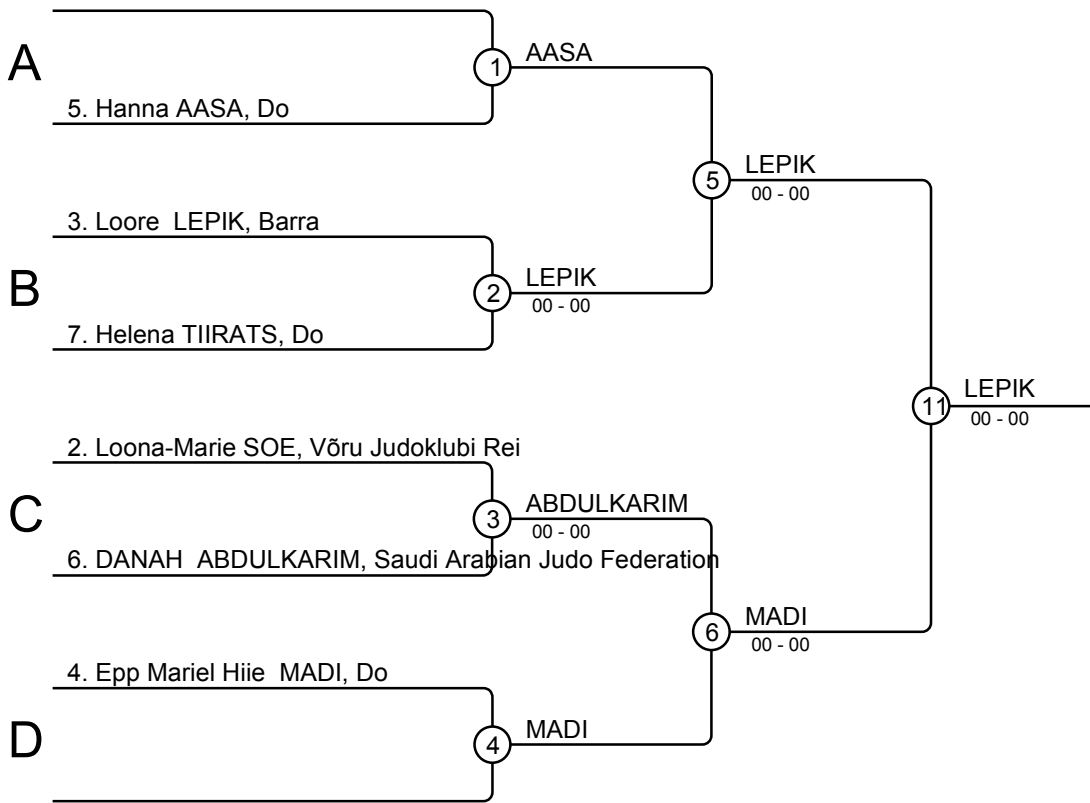 A
1
AASA
5. Hanna AASA, Do
5
LEPIK
00 - 00
3. Loore  LEPIK, Barra
B
2
LEPIK
00 - 00
7. Helena TIIRATS, Do
11
LEPIK
00 - 00
2. Loona-Marie SOE, Võru Judoklubi Rei
C
3
ABDULKARIM
00 - 00
6. DANAH  ABDULKARIM, Saudi Arabian Judo Federation
6
MADI
00 - 00
4. Epp Mariel Hiie  MADI, Do
D
4
MADI